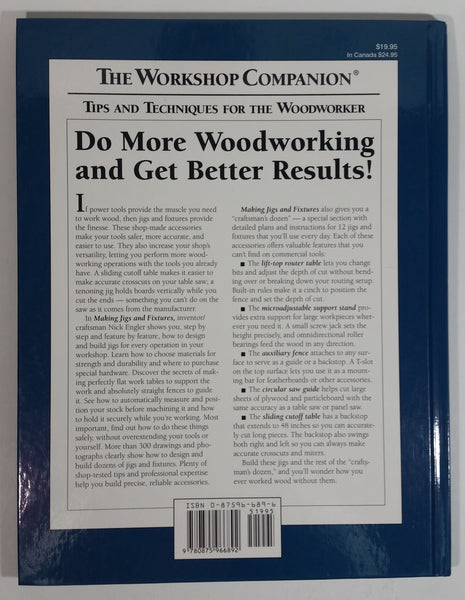 $19.95
In Canada $24.95
THE WORKSHOP COMPANION®
TIPS AND TECHNIQUES FOR THE WOODWORKER
Do More Woodworking
and Get Better Results!
If power tools provide the muscle you need
to work wood, then jigs and fixtures provide
the finesse. These shop-made accessories
make your tools safer, more accurate, and
easier to use. They also increase your shop's
versatility, letting you perform more wood-
working operations with the tools you already
have. A sliding cutoff table makes it easier to
make accurate crosscuts on your table saw; a
tenoning jig holds boards vertically while you
cut the ends — something you can't do on the saw
as it comes from the manufacturer.
In Making Jigs and Fixtures, inventor/
craftsman Nick Engler shows you, step by
step and feature by feature, how to design
and build jigs for every operation in your
workshop. Learn how to choose materials for
strength and durability and where to purchase
special hardware. Discover the secrets of mak-
ing perfectly flat work tables to support the
work and absolutely straight fences to guide
it. See how to automatically measure and posi-
tion your stock before machining it and how
to hold it securely while you're working. Most
important, find out how to do these things
safely, without overextending your tools or
yourself. More than 300 drawings and pho-
tographs clearly show how to design and
build dozens of jigs and fixtures. Plenty of
shop-tested tips and professional expertise
help you build precise, reliable accessories.
Making Jigs and Fixtures also gives you a
"craftsman's dozen" — a special section with
detailed plans and instructions for 12 jigs and
fixtures that you'll use every day. Each of these
accessories offers valuable features that you
can't find on commercial tools:
■ The lift-top router table lets you change
bits and adjust the depth of cut without bend-
ing over or breaking down your routing setup.
Built-in rules make it a cinch to position the
fence and set the depth of cut.
■ The microadjustable support stand pro-
vides extra support for large workpieces wher-
ever you need it. A small screw jack sets the
height precisely, and omnidirectional roller
bearings feed the wood in any direction.
■ The auxiliary fence attaches to any sur-
face to serve as a guide or a backstop. A T-slot
on the top surface lets you use it as a mount-
ing bar for featherboards or other accessories.
■ The circular saw guide helps cut large
sheets of plywood and particleboard with the
same accuracy as a table saw or panel saw.
■ The sliding cutoff table has a backstop
that extends to 48 inches so you can accurate-
ly cut long pieces. The backstop also swings
both right and left so you can always make
accurate crosscuts and miters.
Build these jigs and the rest of the "crafts-
man's dozen," and you'll wonder how you
ever worked wood without them.
ISBN 0-87596-689-6
51995
9 780875 966892